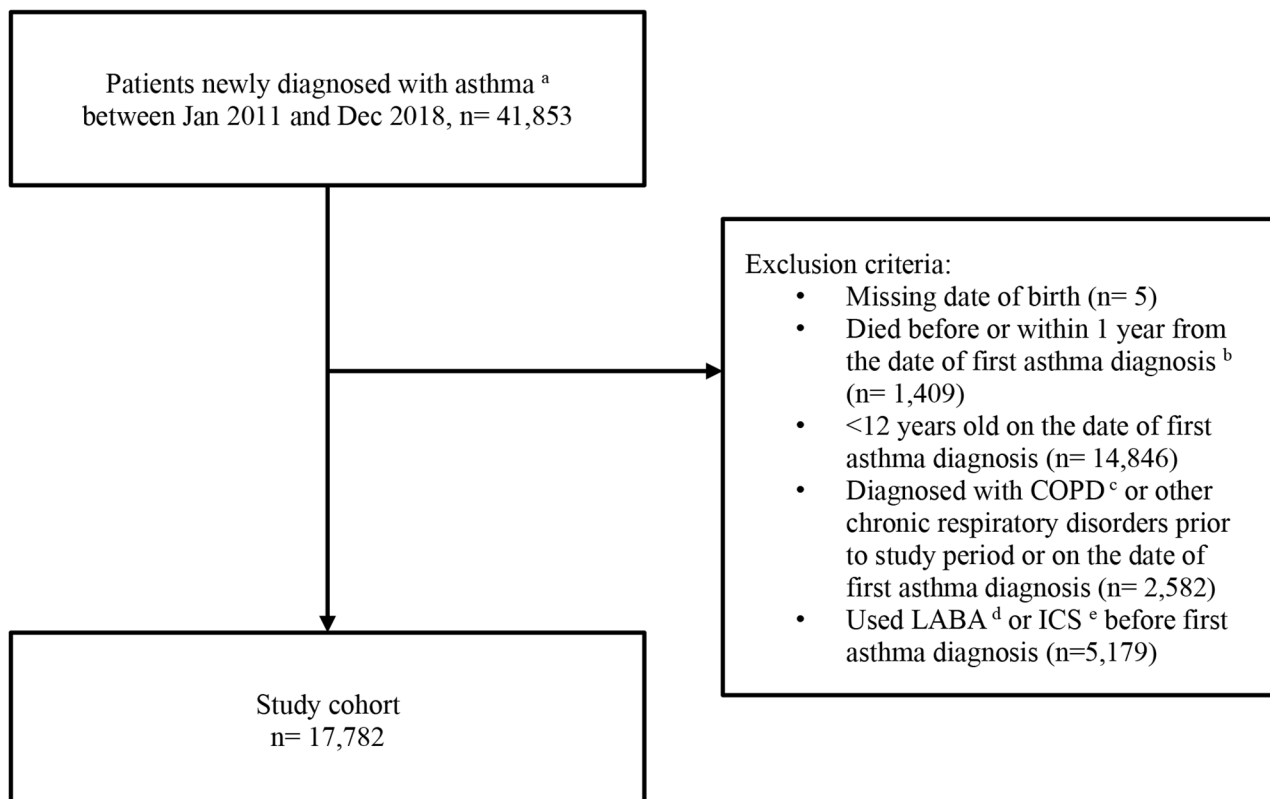 Patients newly diagnosed with asthma a
between Jan 2011 and Dec 2018, n= 41,853
Exclusion criteria:
• Missing date of birth (n= 5)
• Died before or within 1 year from
the date of first asthma diagnosis b
(n= 1,409)
• <12 years old on the date of first
asthma diagnosis (n= 14,846)
• Diagnosed with COPD c or other
chronic respiratory disorders prior
to study period or on the date of
first asthma diagnosis (n= 2,582)
• Used LABA d or ICS e before first
asthma diagnosis (n=5,179)
Study cohort
n= 17,782